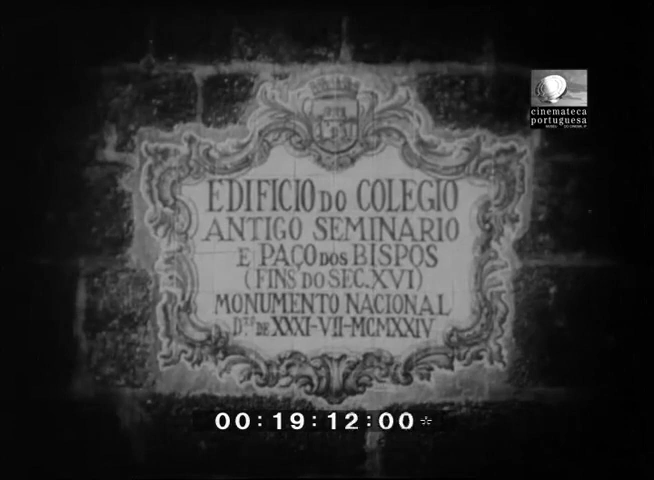 cinemateca
portuguesa
EDIFICIO DO COLEGIO
ANTIGO SEMINARIO
E PAÇO DOS BISPOS
(FINS DO SEC. XVI)
MONUMENTO NACIONAL
DTO DE XXXI-VII-MCMXXIV
00:19:12:00